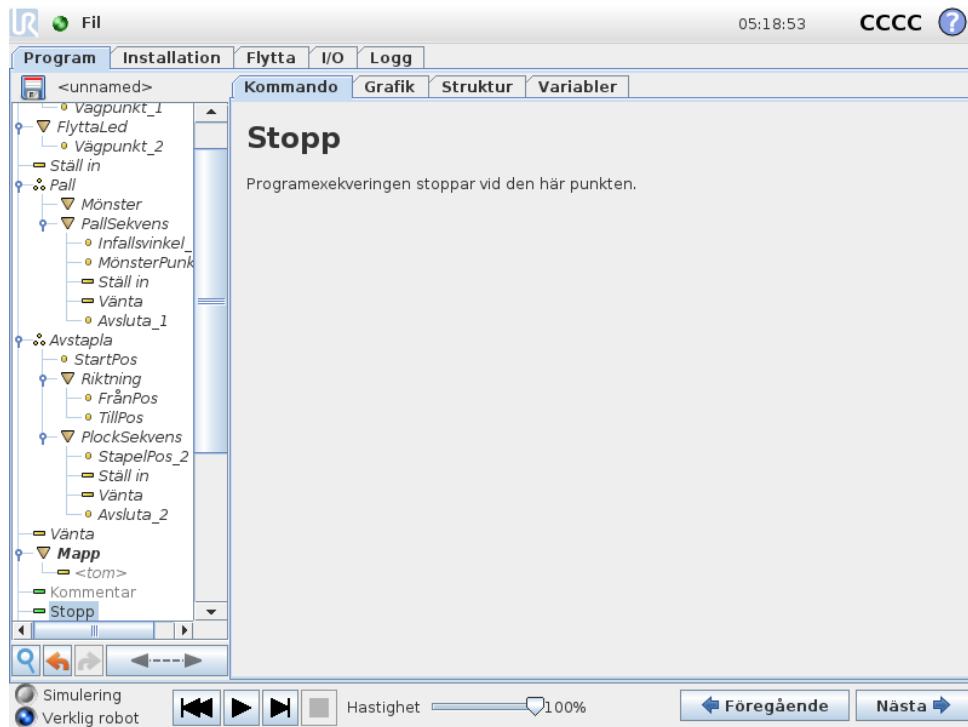 UR Fil 05:18:53 CCCC ?
Program Installation Flytta I/O Logg
<unnamed>
Kommando Grafik Struktur Variabler
Vägpunkt_1
FlyttaLed
Vägpunkt_2
Ställ in
Pall
Mönster
PallSekvens
Infallsvinkel_
MönsterPunk
Ställ in
Vänta
Avsluta_1
Avstapla
StartPos
Riktning
FrånPos
TillPos
PlockSekvens
StapelPos_2
Ställ in
Vänta
Avsluta_2
Vänta
Mapp
<tom>
Kommentar
Stopp
Stopp
Programexekveringen stoppar vid den här punkten.
Simulering
Verklig robot
Hastighet 100%
Föregående Nästa